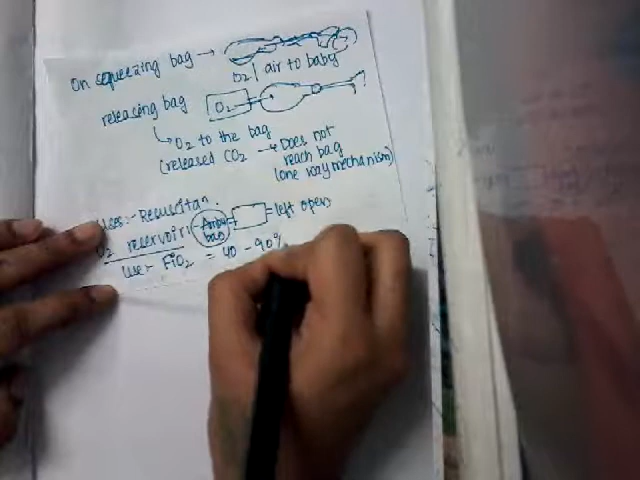 On squeezing bag →
O2 | air to baby
releasing bag
O2
↳ O2 to the bag
(released CO2 → Does not
reach bag
(one way mechanism)
Uses:- Resuscitan.
O2 reservoir: Ambu
bag left open
Use- FiO2 = 40 - 90%